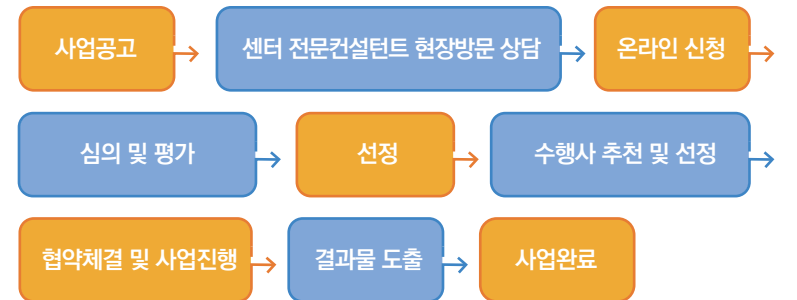 사업공고
센터 전문컨설턴트 현장방문 상담
온라인 신청
심의 및 평가
선정
수행사 추천 및 선정
협약체결 및 사업진행
결과물 도출
사업완료